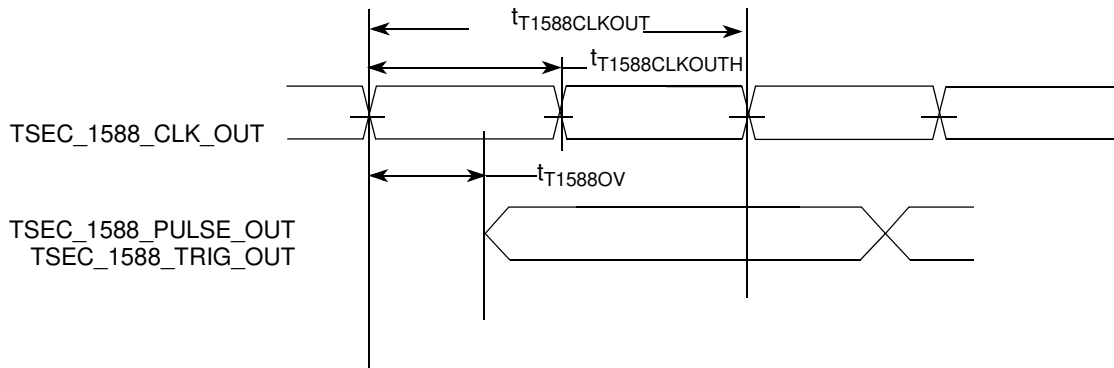 tT1588CLKOUT
tT1588CLKOUTH
TSEC_1588_CLK_OUT
tT1588OV
TSEC_1588_PULSE_OUT
TSEC_1588_TRIG_OUT